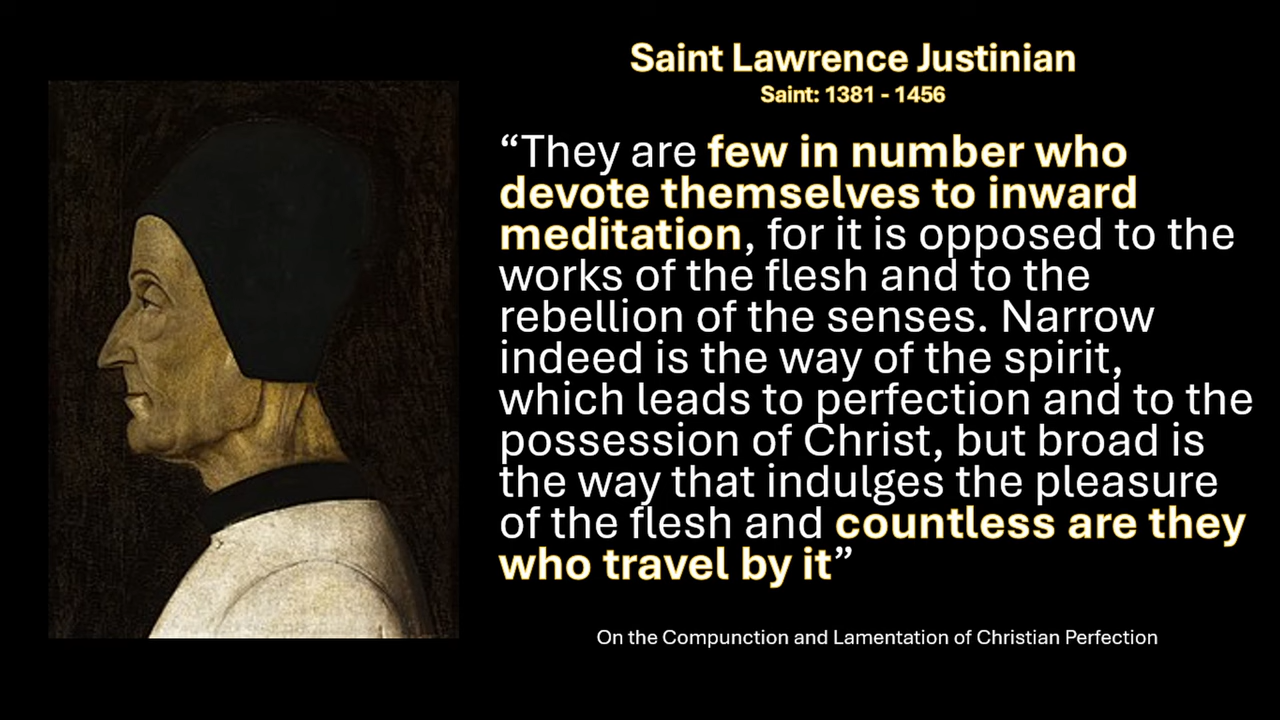 Saint Lawrence Justinian
Saint: 1381 - 1456
“They are few in number who
devote themselves to inward
meditation, for it is opposed to the
works of the flesh and to the
rebellion of the senses. Narrow
indeed is the way of the spirit,
which leads to perfection and to the
possession of Christ, but broad is
the way that indulges the pleasure
of the flesh and countless are they
who travel by it”
On the Compunction and Lamentation of Christian Perfection